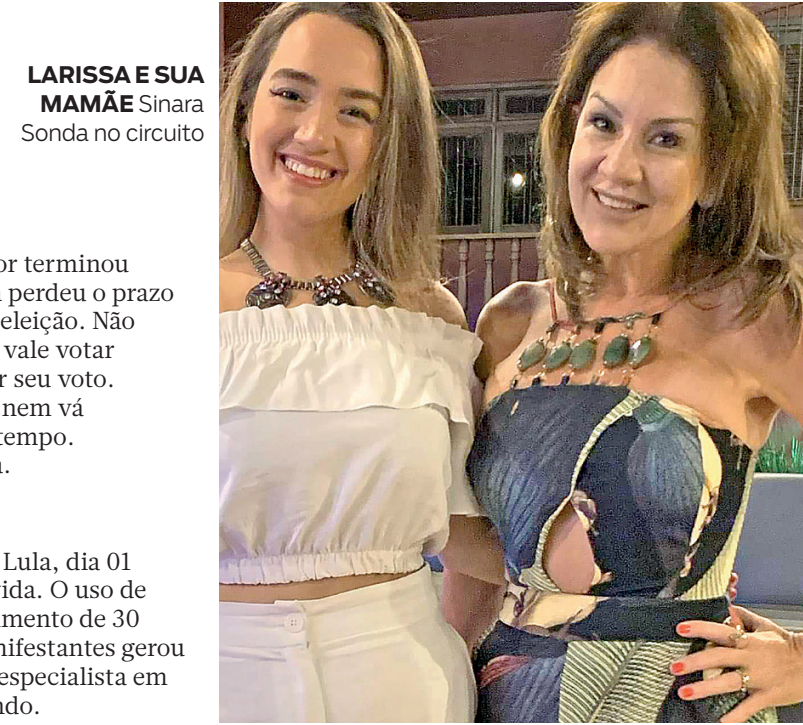 LARISSA E SUA
MAMÃE Sinara
Sonda no circuito
or terminou
perdeu o prazo
eleição. Não
vale votar
r seu voto.
nem vá
tempo.
Lula, dia 01
vida. O uso de
mento de 30
nifestantes gerou
especialista em
ndo.